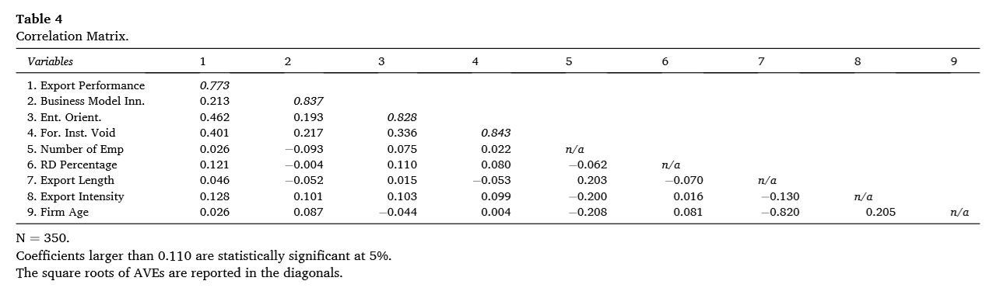 Table 4
Correlation Matrix.
Variables 1 2 3 4 5 6 7 8 9
1. Export Performance 0.773
2. Business Model Inn. 0.213 0.837
3. Ent. Orient. 0.462 0.193 0.828
4. For. Inst. Void 0.401 0.217 0.336 0.843
5. Number of Emp 0.026 −0.093 0.075 0.022 n/a
6. RD Percentage 0.121 −0.004 0.110 0.080 −0.062 n/a
7. Export Length 0.046 −0.052 0.015 −0.053 0.203 −0.070 n/a
8. Export Intensity 0.128 0.101 0.103 0.099 −0.200 0.016 −0.130 n/a
9. Firm Age 0.026 0.087 −0.044 0.004 −0.208 0.081 −0.820 0.205 n/a
N = 350.
Coefficients larger than 0.110 are statistically significant at 5%.
The square roots of AVEs are reported in the diagonals.